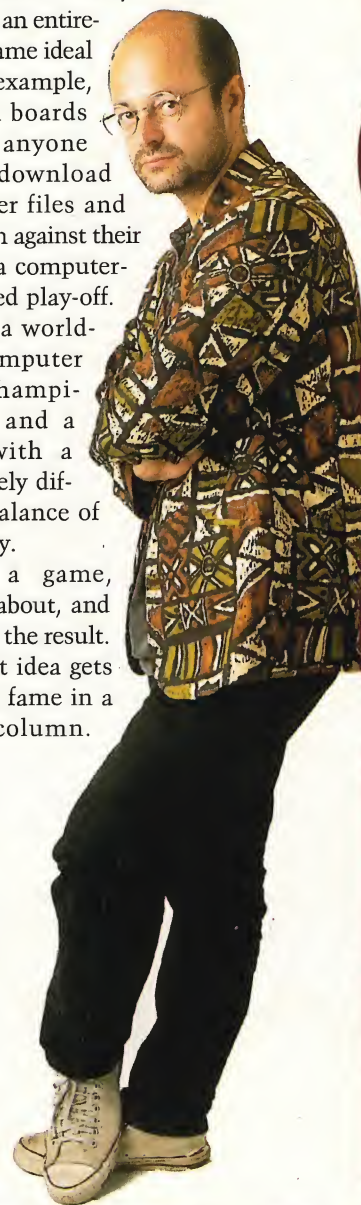 an entire-
ame ideal
example,
boards
anyone
download
er files and
n against their
a computer-
ed play-off.
a world-
mputer
hampi-
and a
with a
ely dif-
alance of
y.
a game,
about, and
the result.
t idea gets
fame in a
column.